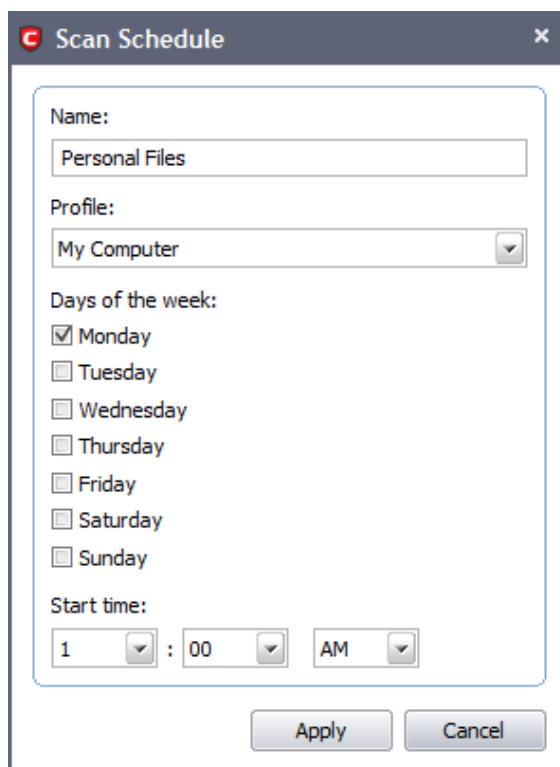 Scan Schedule
Name:
Personal Files
Profile:
My Computer
Days of the week:
Monday
Tuesday
Wednesday
Thursday
Friday
Saturday
Sunday
Start time:
1 : 00 AM
Apply Cancel